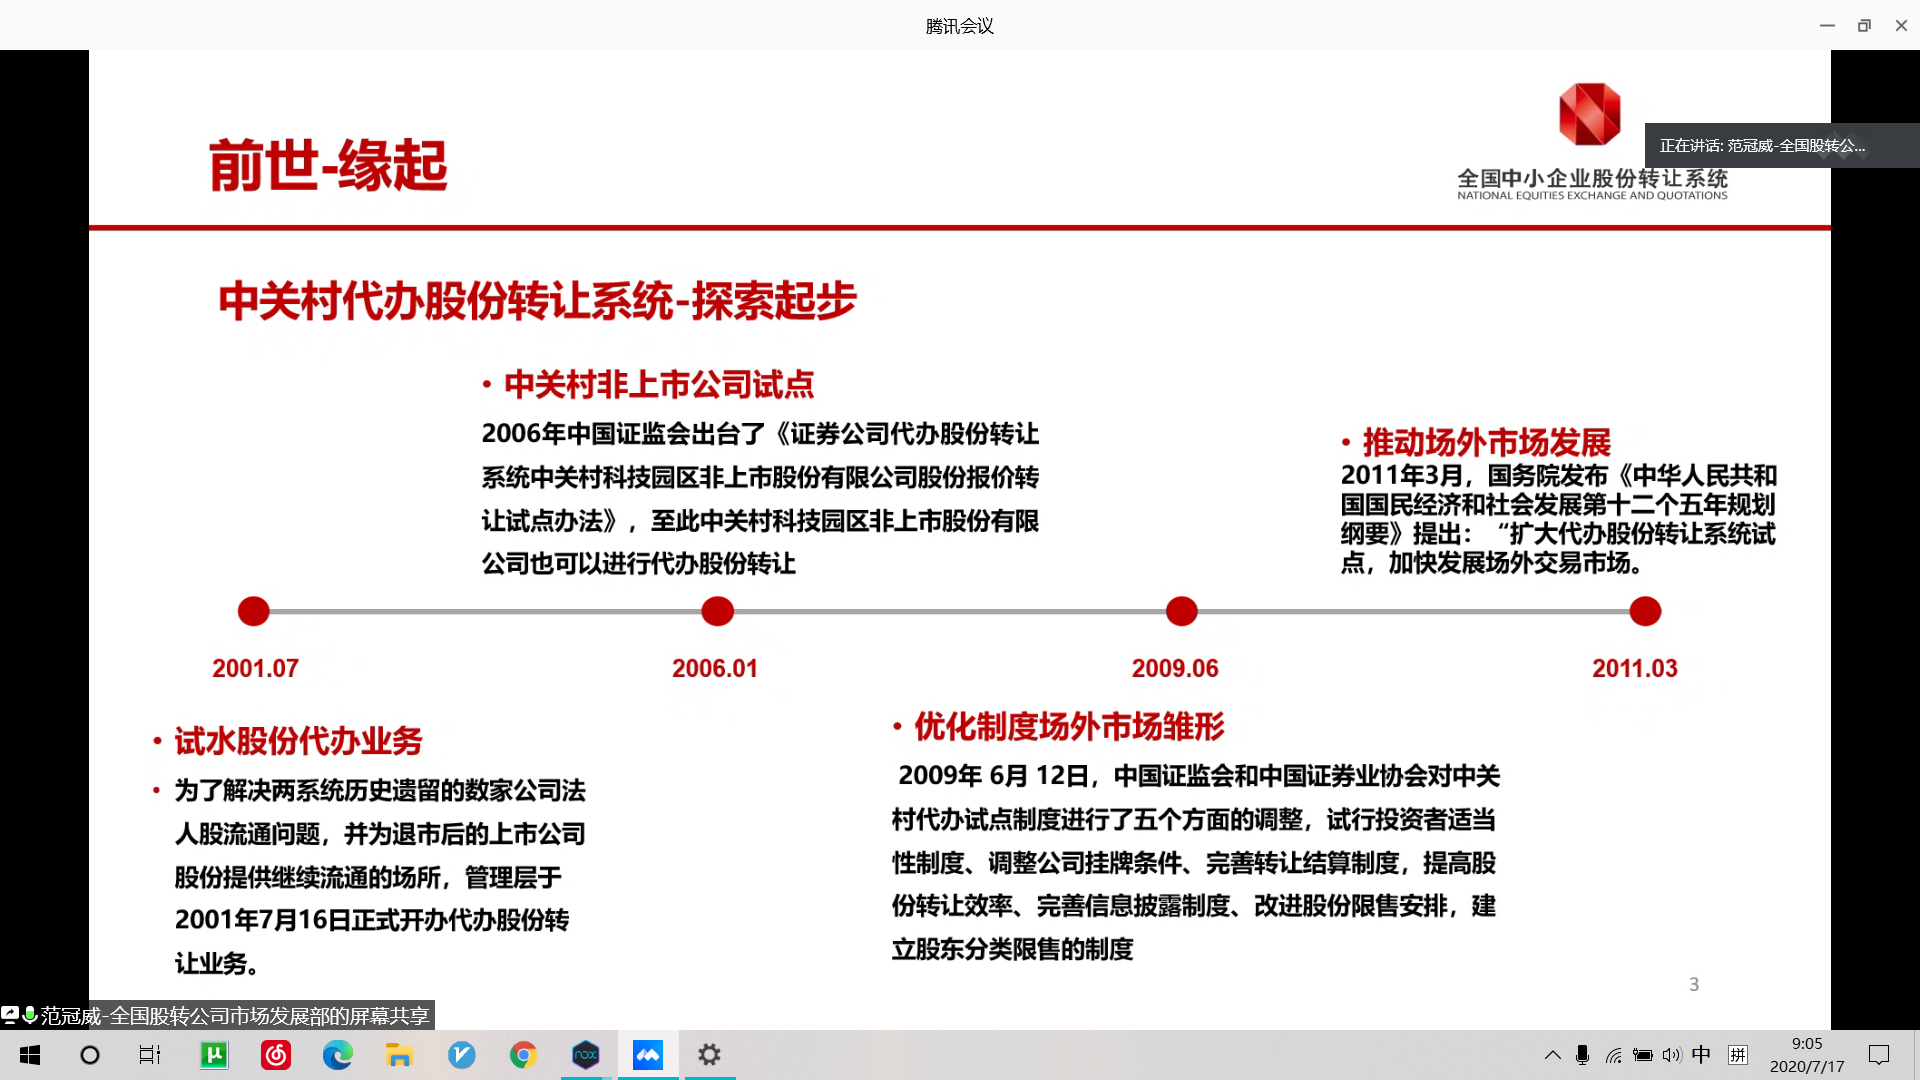 腾讯会议
前世-缘起
正在讲话: 范冠威-全国股转公...
全国中小企业股份转让系统
NATIONAL EQUITIES EXCHANGE AND QUOTATIONS
中关村代办股份转让系统-探索起步
• 中关村非上市公司试点
2006年中国证监会出台了《证券公司代办股份转让
系统中关村科技园区非上市股份有限公司股份报价转
让试点办法》，至此中关村科技园区非上市股份有限
公司也可以进行代办股份转让
• 推动场外市场发展
2011年3月，国务院发布《中华人民共和
国国民经济和社会发展第十二个五年规划
纲要》提出：“扩大代办股份转让系统试
点，加快发展场外交易市场。
2001.07
2006.01
2009.06
2011.03
• 试水股份代办业务
• 为了解决两系统历史遗留的数家公司法
人股流通问题，并为退市后的上市公司
股份提供继续流通的场所，管理层于
2001年7月16日正式开办代办股份转
让业务。
• 优化制度场外市场雏形
2009年 6月 12日，中国证监会和中国证券业协会对中关
村代办试点制度进行了五个方面的调整，试行投资者适当
性制度、调整公司挂牌条件、完善转让结算制度，提高股
份转让效率、完善信息披露制度、改进股份限售安排，建
立股东分类限售的制度
3
范冠威-全国股转公司市场发展部的屏幕共享
µ
nox
中
拼
9:05
2020/7/17